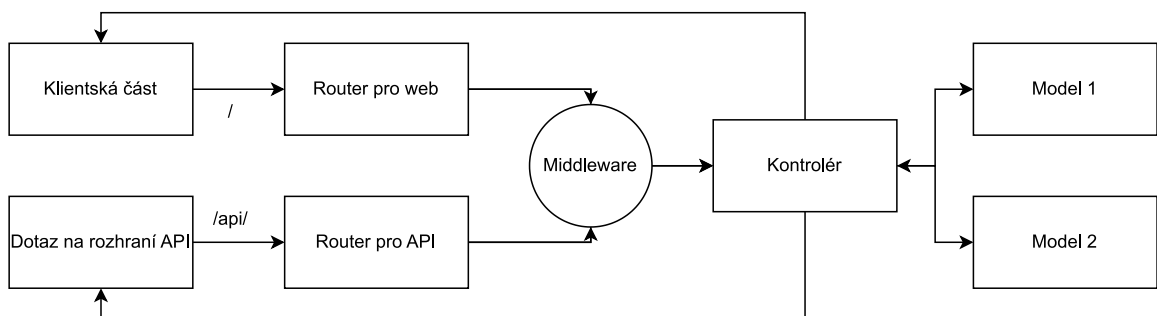 Klientská část
/
Router pro web
Middleware
Kontrolér
Model 1
Dotaz na rozhraní API
/api/
Router pro API
Model 2